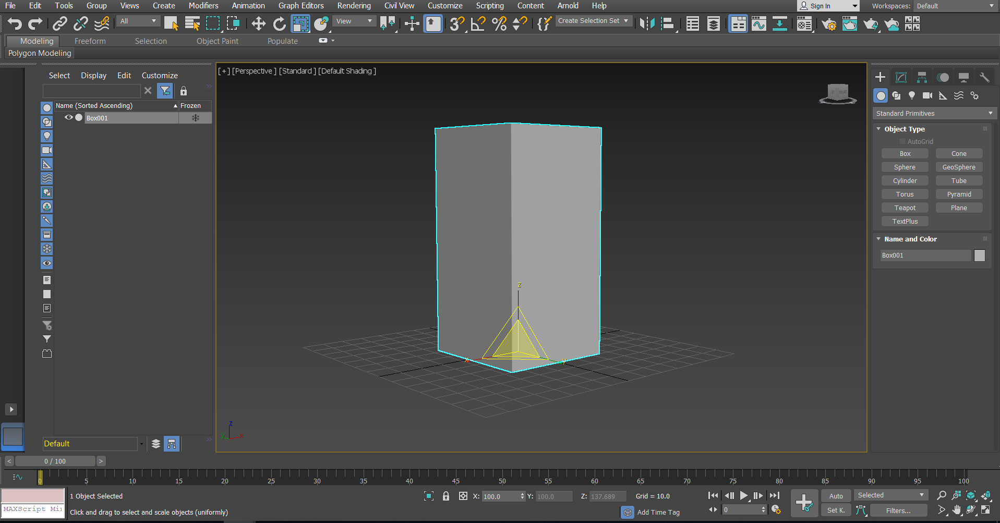 File Edit Tools Group Views Create Modifiers Animation Graph Editors Rendering Civil View Customize Scripting Content Arnold Help Sign In Workspaces: Default
All View 3 Create Selection Set
Modeling Freeform Selection Object Paint Populate
Polygon Modeling
Select Display Edit Customize
Name (Sorted Ascending) Frozen
Box001
Default
[+] [Perspective] [Standard] [Default Shading]
RIGHT
z
x y
z
y x
Standard Primitives
Object Type
AutoGrid
Box Cone
Sphere GeoSphere
Cylinder Tube
Torus Pyramid
Teapot Plane
TextPlus
Name and Color
Box001
< 0 / 100 >
0 5 10 15 20 25 30 35 40 45 50 55 60 65 70 75 80 85 90 95 100
1 Object Selected X: 100.0 Y: 100.0 Z: 137.689 Grid = 10.0 Auto Selected
MAXScript Mi
Click and drag to select and scale objects (uniformly) Add Time Tag 0 Set K. Filters...